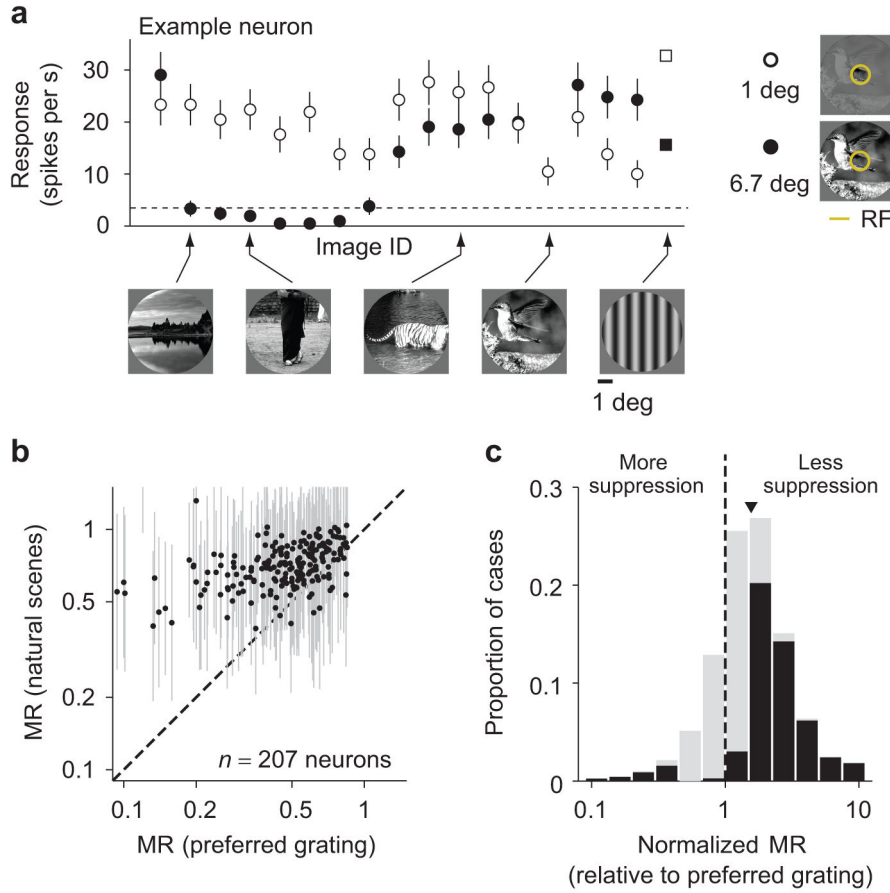 a
Example neuron
Response
(spikes per s)
30
20
10
0
Image ID
1 deg
6.7 deg
RF
1 deg
b
MR (natural scenes)
1
0.5
0.2
0.1
n = 207 neurons
0.1
0.2
0.5
1
MR (preferred grating)
c
More
suppression
Less
suppression
Proportion of cases
0.3
0.2
0.1
0
0.1
1
10
Normalized MR
(relative to preferred grating)